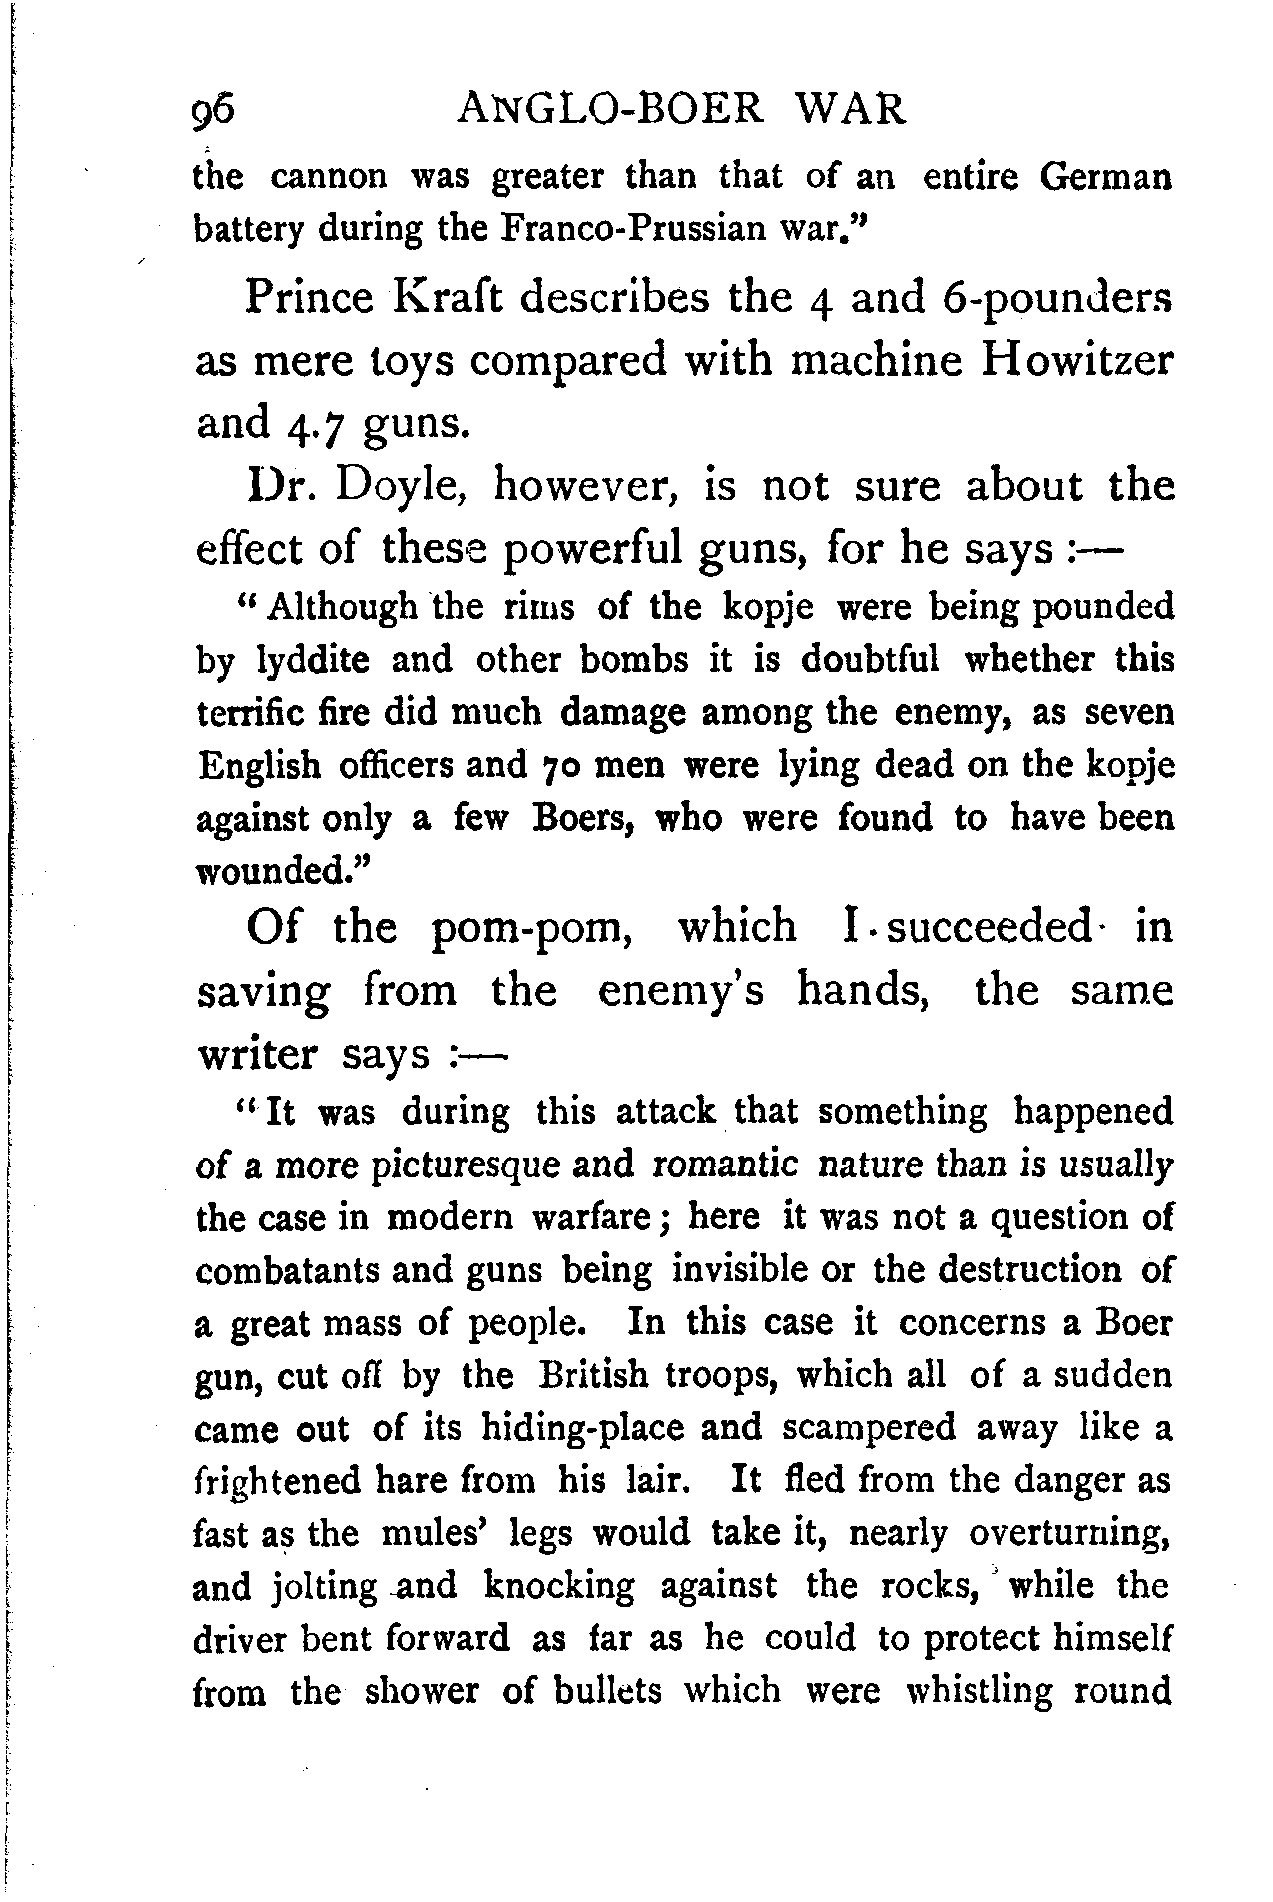 96 ANGLO-BOER WAR
the cannon was greater than that of an entire German
battery during the Franco-Prussian war."
Prince Kraft describes the 4 and 6-pounders
as mere toys compared with machine Howitzer
and 4.7 guns.
Dr. Doyle, however, is not sure about the
effect of these powerful guns, for he says :—
"Although the rims of the kopje were being pounded
by lyddite and other bombs it is doubtful whether this
terrific fire did much damage among the enemy, as seven
English officers and 70 men were lying dead on the kopje
against only a few Boers, who were found to have been
wounded."
Of the pom-pom, which I succeeded in
saving from the enemy's hands, the same
writer says :—
"It was during this attack that something happened
of a more picturesque and romantic nature than is usually
the case in modern warfare; here it was not a question of
combatants and guns being invisible or the destruction of
a great mass of people. In this case it concerns a Boer
gun, cut off by the British troops, which all of a sudden
came out of its hiding-place and scampered away like a
frightened hare from his lair. It fled from the danger as
fast as the mules' legs would take it, nearly overturning,
and jolting and knocking against the rocks, while the
driver bent forward as far as he could to protect himself
from the shower of bullets which were whistling round